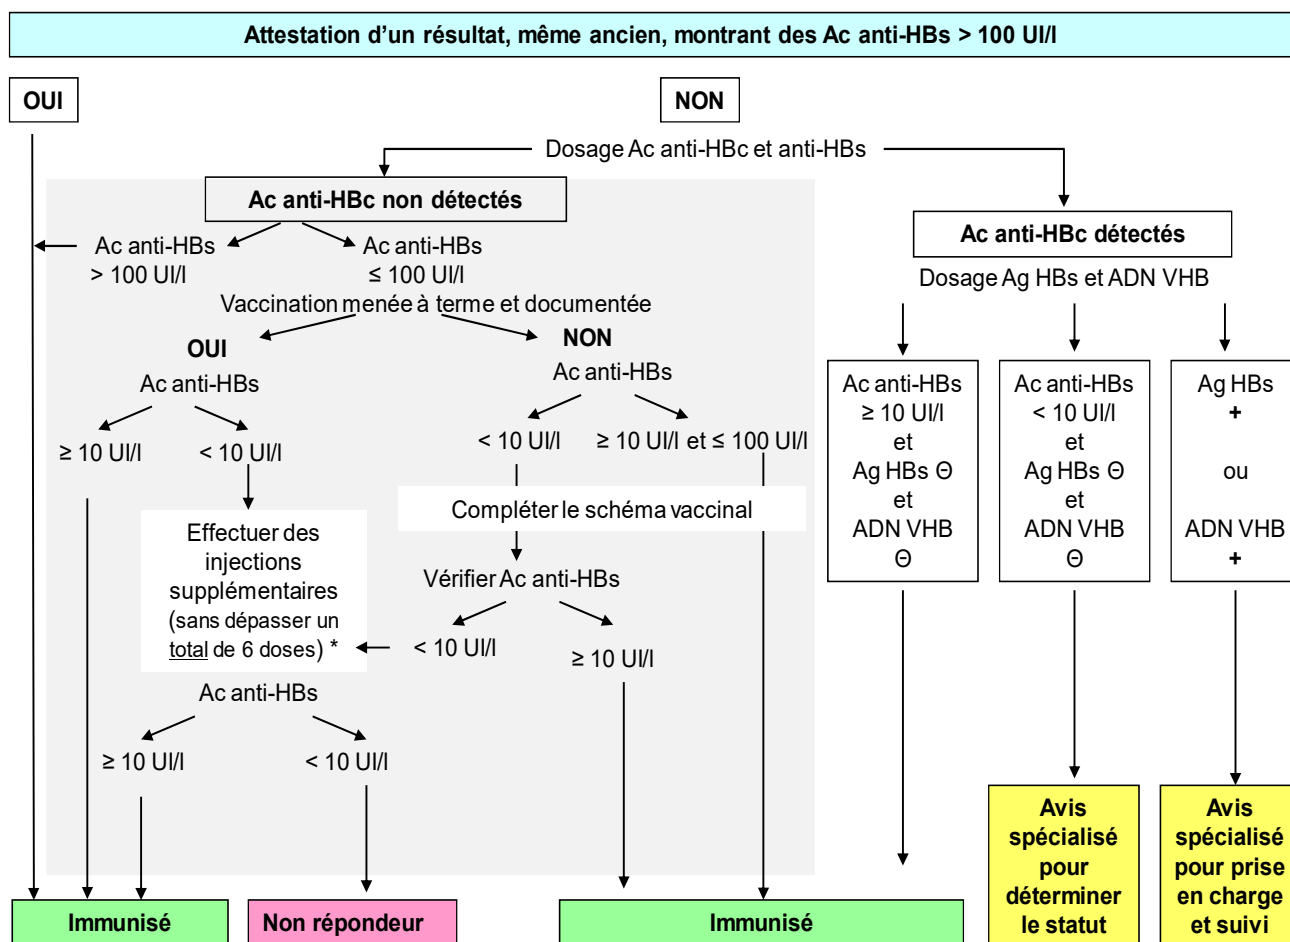 Attestation d’un résultat, même ancien, montrant des Ac anti-HBs > 100 UI/l
OUI
NON
Dosage Ac anti-HBc et anti-HBs
Ac anti-HBc non détectés
Ac anti-HBs
> 100 UI/l
Ac anti-HBs
≤ 100 UI/l
Vaccination menée à terme et documentée
OUI
Ac anti-HBs
≥ 10 UI/l
< 10 UI/l
NON
Ac anti-HBs
< 10 UI/l
≥ 10 UI/l et ≤ 100 UI/l
Effectuer des
injections
supplémentaires
(sans dépasser un
total de 6 doses) *
Compléter le schéma vaccinal
Vérifier Ac anti-HBs
< 10 UI/l
≥ 10 UI/l
Ac anti-HBs
≥ 10 UI/l
< 10 UI/l
Ac anti-HBc détectés
Dosage Ag HBs et ADN VHB
Ac anti-HBs
≥ 10 UI/l
et
Ag HBs Θ
et
ADN VHB
Θ
Ac anti-HBs
< 10 UI/l
et
Ag HBs Θ
et
ADN VHB
Θ
Ag HBs
+
ou
ADN VHB
+
Immunisé
Non répondeur
Immunisé
Avis
spécialisé
pour
déterminer
le statut
Avis
spécialisé
pour prise
en charge
et suivi